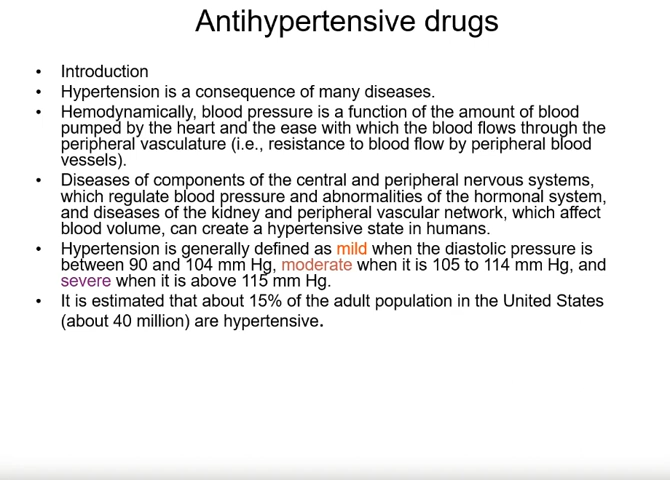 Antihypertensive drugs
• Introduction
• Hypertension is a consequence of many diseases.
• Hemodynamically, blood pressure is a function of the amount of blood
pumped by the heart and the ease with which the blood flows through the
peripheral vasculature (i.e., resistance to blood flow by peripheral blood
vessels).
• Diseases of components of the central and peripheral nervous systems,
which regulate blood pressure and abnormalities of the hormonal system,
and diseases of the kidney and peripheral vascular network, which affect
blood volume, can create a hypertensive state in humans.
• Hypertension is generally defined as mild when the diastolic pressure is
between 90 and 104 mm Hg, moderate when it is 105 to 114 mm Hg, and
severe when it is above 115 mm Hg.
• It is estimated that about 15% of the adult population in the United States
(about 40 million) are hypertensive.